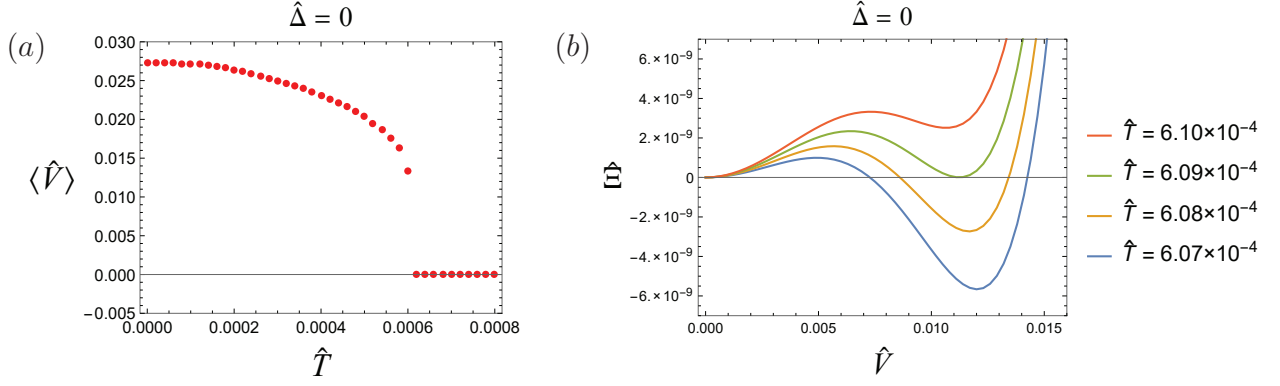 Δ̂ = 0
(a)
0.030
0.025
0.020
0.015
0.010
0.005
0.000
−0.005
⟨V̂⟩
0.0000 0.0002 0.0004 0.0006 0.0008
T̂
Δ̂ = 0
(b)
6.×10⁻⁹
4.×10⁻⁹
2.×10⁻⁹
0
−2.×10⁻⁹
−4.×10⁻⁹
−6.×10⁻⁹
Ξ̂
0.000 0.005 0.010 0.015
V̂
T̂ = 6.10×10⁻⁴
T̂ = 6.09×10⁻⁴
T̂ = 6.08×10⁻⁴
T̂ = 6.07×10⁻⁴